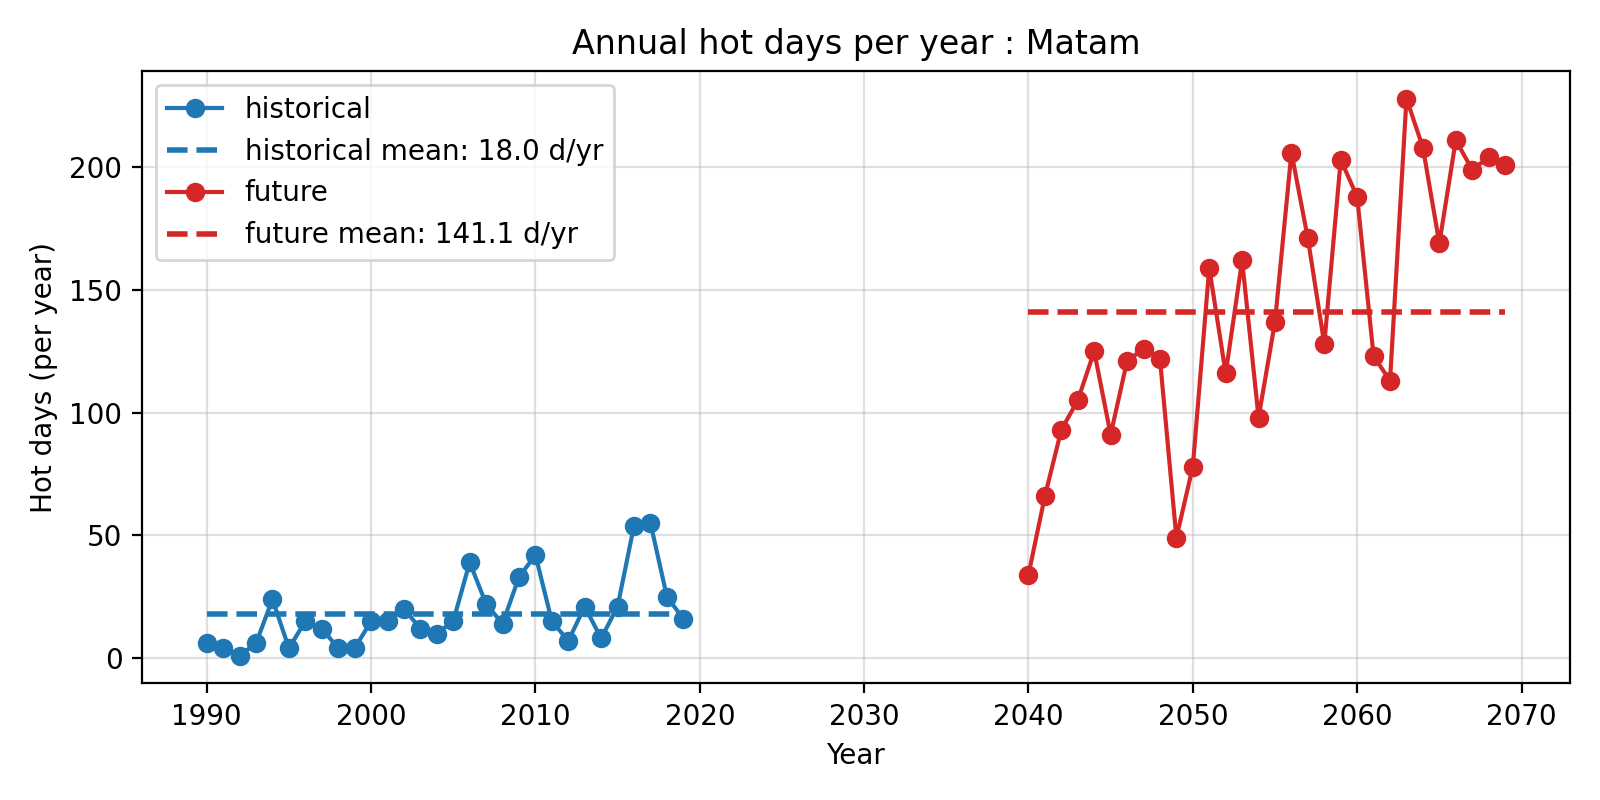 Annual hot days per year : Matam
historical
historical mean: 18.0 d/yr
future
future mean: 141.1 d/yr
Hot days (per year)
200
150
100
50
0
1990 2000 2010 2020 2030 2040 2050 2060 2070
Year